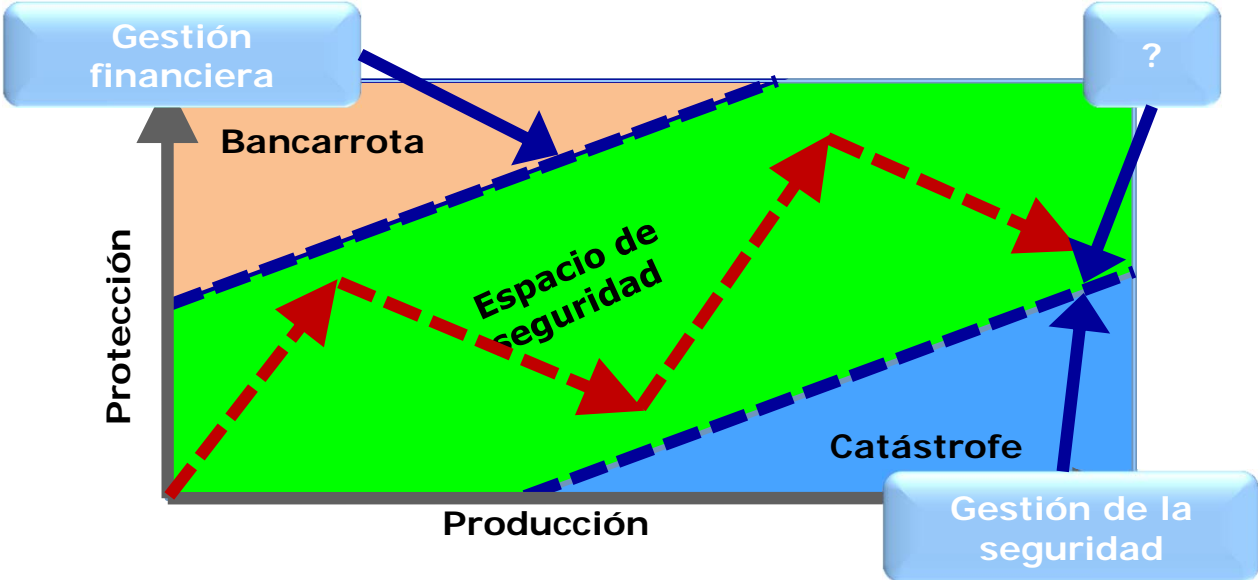 Gestión
financiera
?
Bancarrota
Protección
Espacio de
seguridad
Catástrofe
Producción
Gestión de la
seguridad